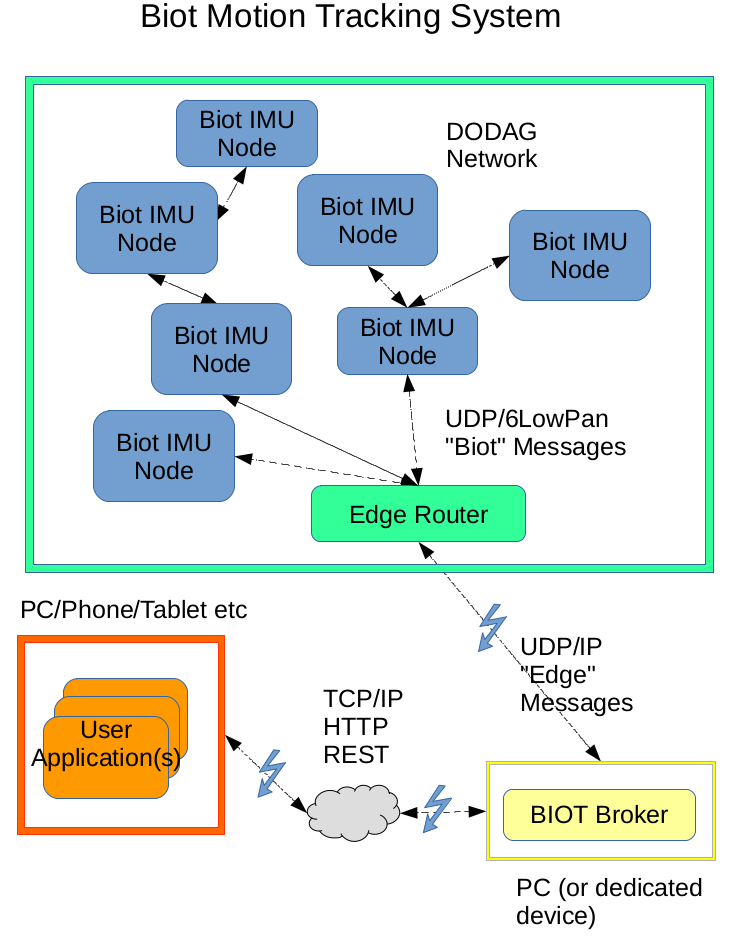 Biot Motion Tracking System
Biot IMU
Node
DODAG
Network
Biot IMU
Node
Biot IMU
Node
Biot IMU
Node
Biot IMU
Node
Biot IMU
Node
Biot IMU
Node
UDP/6LowPan
"Biot" Messages
Edge Router
PC/Phone/Tablet etc
UDP/IP
"Edge"
Messages
TCP/IP
HTTP
REST
User
Application(s)
BIOT Broker
PC (or dedicated
device)